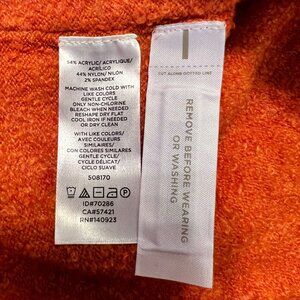 54% ACRYLIC/ ACRYLIQUE/
ACRÍLICO
44% NYLON/ NILÓN
2% SPANDEX
MACHINE WASH COLD WITH
LIKE COLORS
GENTLE CYCLE
ONLY NON-CHLORINE
BLEACH WHEN NEEDED
RESHAPE DRY FLAT
COOL IRON IF NEEDED
OR DRY CLEAN
WITH LIKE COLORS/
AVEC COULEURS
SIMILAIRES/
CON COLORES SIMILARES
GENTLE CYCLE/
CYCLE DÉLICAT/
CICLO SUAVE
508170
P
ID#70286
CA#57421
RN#140923
CUT ALONG DOTTED LINE
REMOVE BEFORE WEARING
OR WASHING